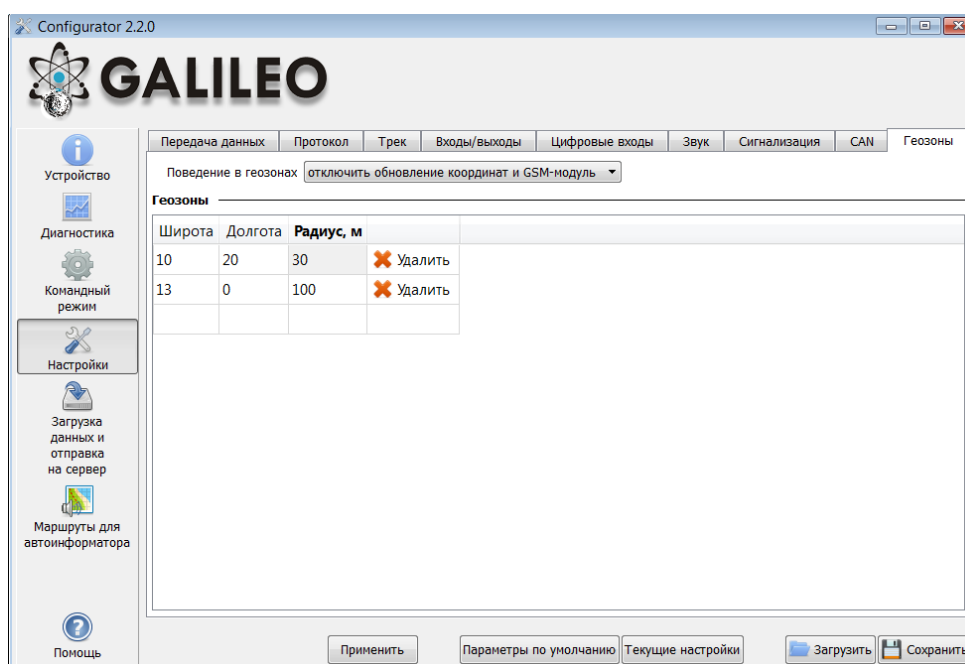 Configurator 2.2.0
GALILEO
Устройство
Диагностика
Командный
режим
Настройки
Загрузка
данных и
отправка
на сервер
Маршруты для
автоинформатора
Помощь
Передача данных Протокол Трек Входы/выходы Цифровые входы Звук Сигнализация CAN Геозоны
Поведение в геозонах отключить обновление координат и GSM-модуль
Геозоны
Широта Долгота Радиус, м
10 20 30 Удалить
13 0 100 Удалить
Применить Параметры по умолчанию Текущие настройки Загрузить Сохранить